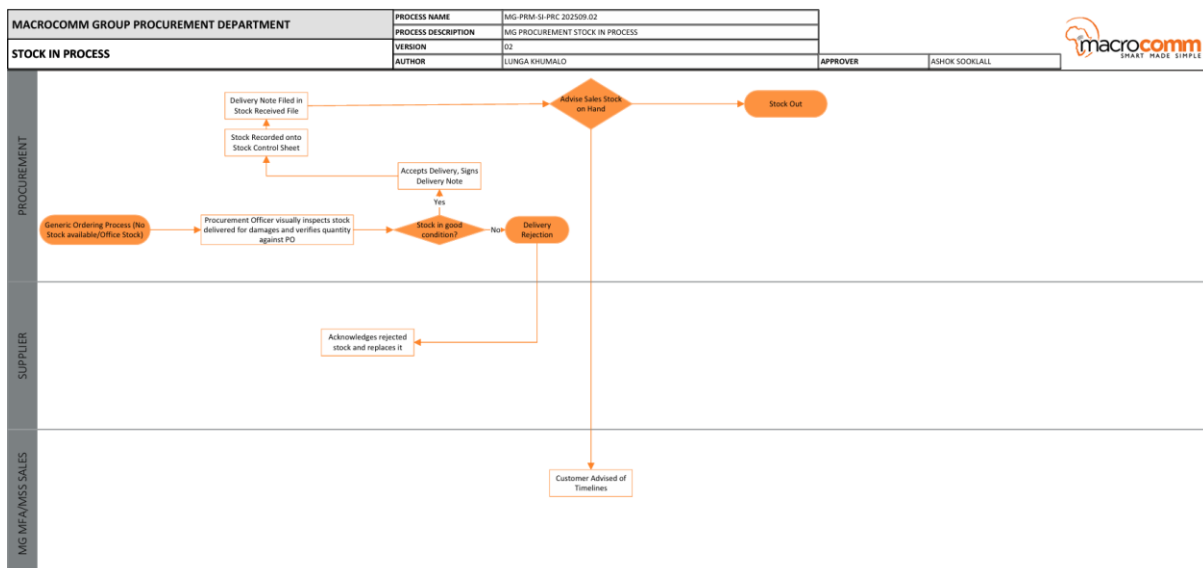 MACROCOMM GROUP PROCUREMENT DEPARTMENT
STOCK IN PROCESS
PROCESS NAME
MG-PRM-SI-PRC 202509.02
PROCESS DESCRIPTION
MG PROCUREMENT STOCK IN PROCESS
VERSION
02
AUTHOR
LUNGA KHUMALO
APPROVER
ASHOK SOOKLALL
macrocomm
SMART MADE SIMPLE
PROCUREMENT
Delivery Note Filed in
Stock Received File
Advise Sales Stock
on Hand
Stock Out
Stock Recorded onto
Stock Control Sheet
Accepts Delivery, Signs
Delivery Note
Yes
Generic Ordering Process (No
Stock available/Office Stock)
Procurement Officer visually inspects stock
delivered for damages and verifies quantity
against PO
Stock in good
condition?
No
Delivery
Rejection
SUPPLIER
Acknowledges rejected
stock and replaces it
MG MFA/MSS SALES
Customer Advised of
Timelines